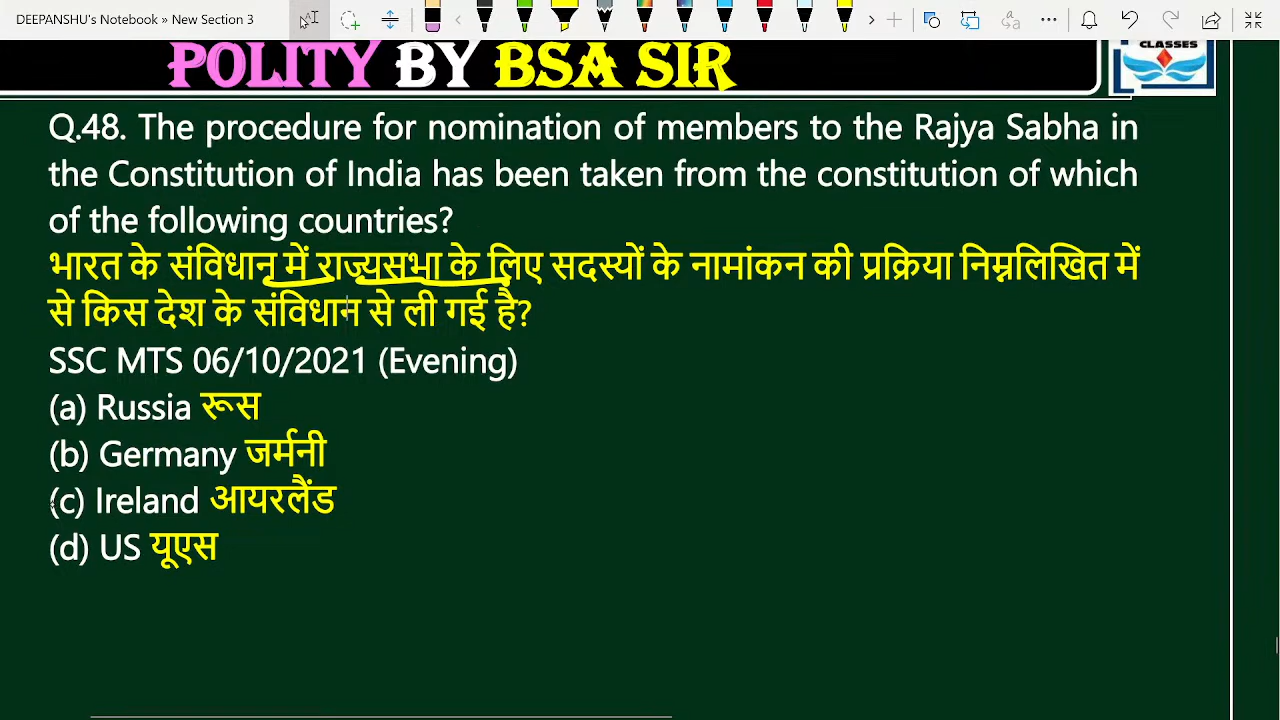 DEEPANSHU's Notebook » New Section 3
POLITY BY BSA SIR
CLASSES
Q.48. The procedure for nomination of members to the Rajya Sabha in
the Constitution of India has been taken from the constitution of which
of the following countries?
भारत के संविधान में राज्यसभा के लिए सदस्यों के नामांकन की प्रक्रिया निम्नलिखित में
से किस देश के संविधान से ली गई है?
SSC MTS 06/10/2021 (Evening)
(a) Russia रूस
(b) Germany जर्मनी
(c) Ireland आयरलैंड
(d) US यूएस